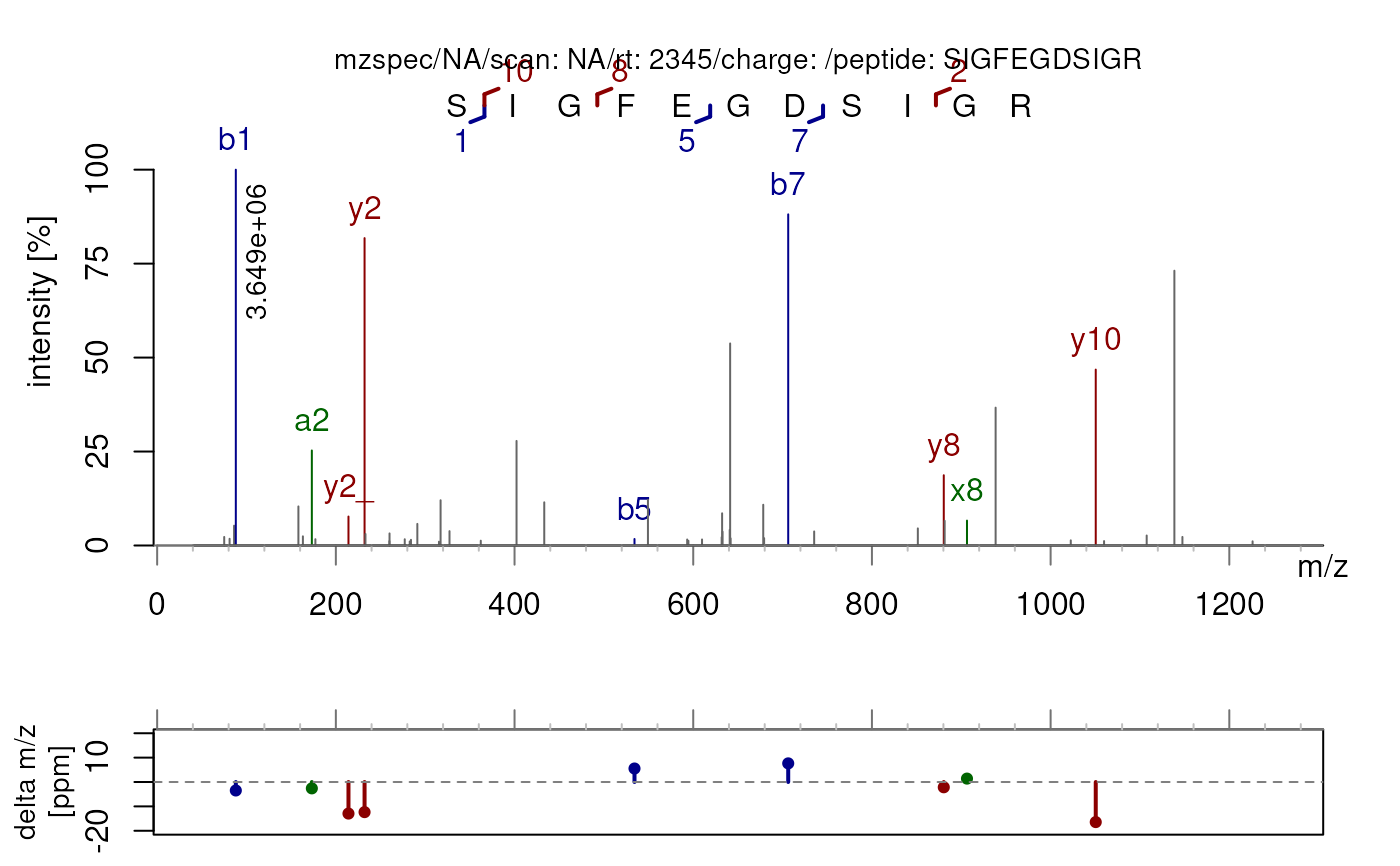 mzspec/NA/scan: NA/rt: 2345/charge: /peptide: SIGFEGDSIGR
10 8 2
S I G F E G D S I G R
1 5 7
b1
b7
y2
y10
a2
y8
y2_
x8
b5
3.649e+06
intensity [%]
100
75
50
25
0
m/z
0 200 400 600 800 1000 1200
delta m/z
[ppm]
10
-20